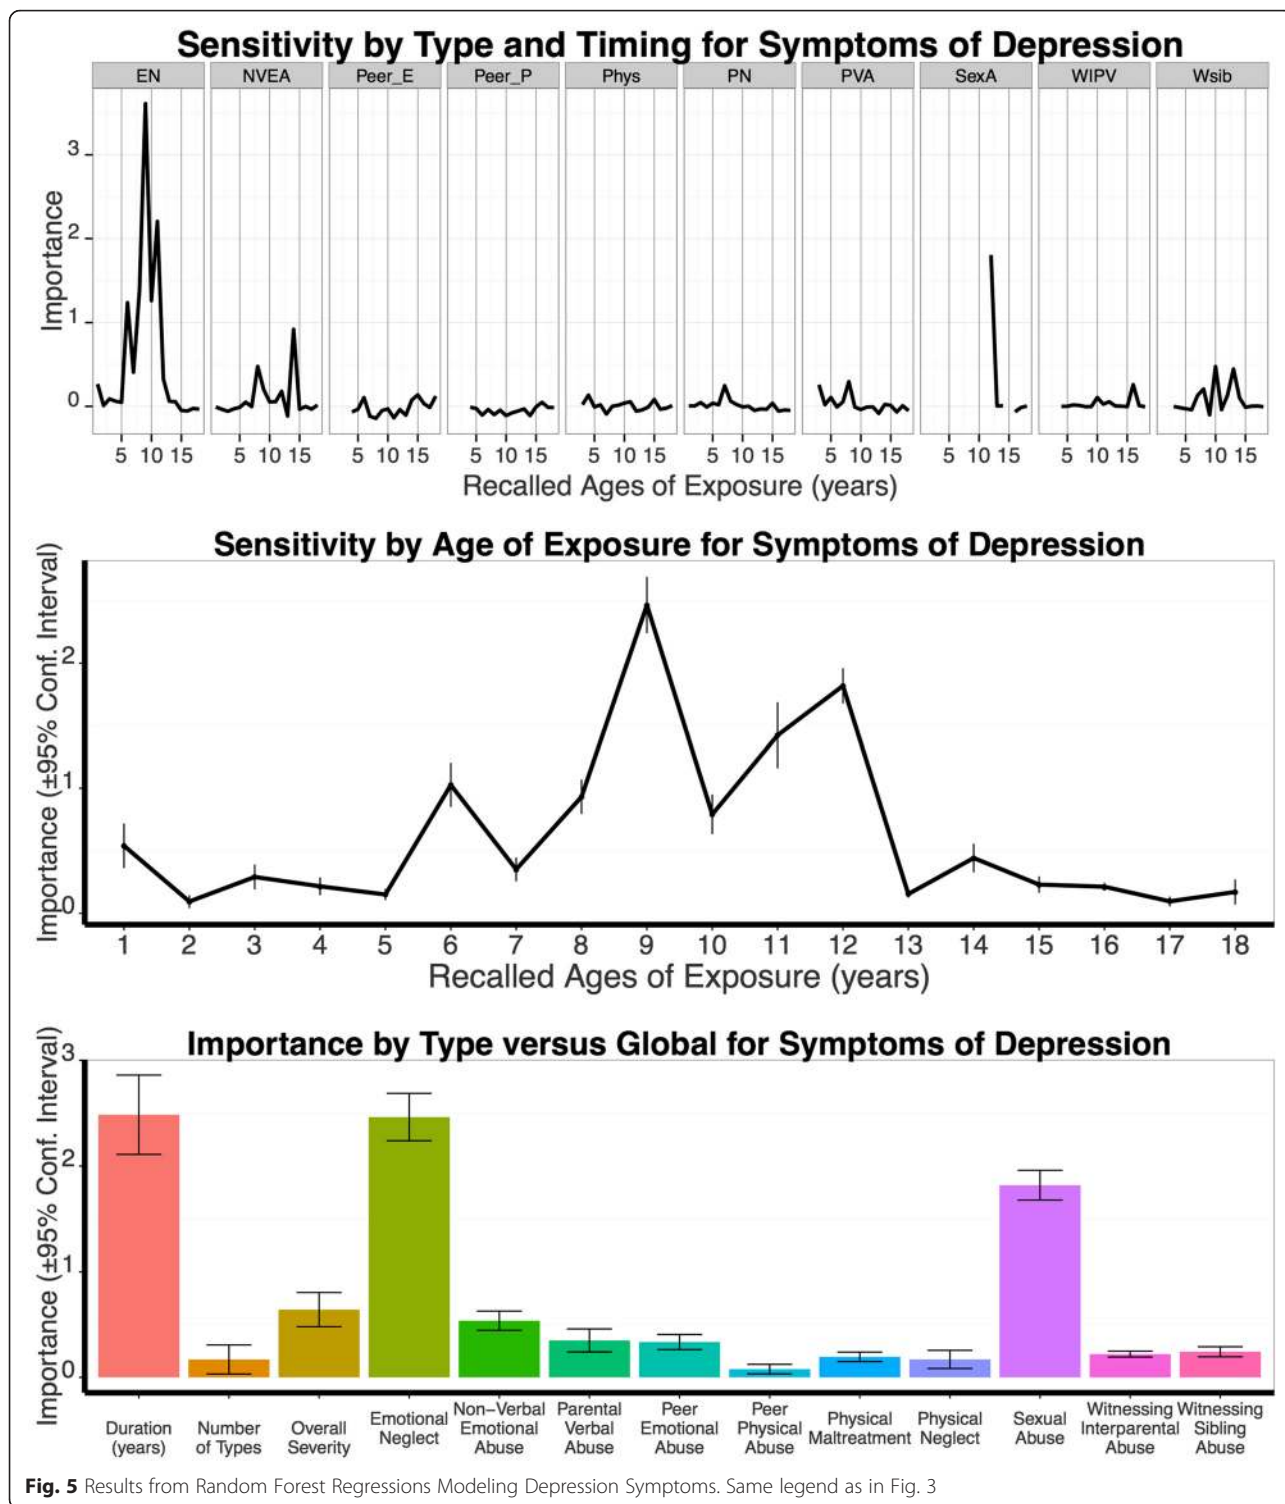 Sensitivity by Type and Timing for Symptoms of Depression
EN NVEA Peer_E Peer_P Phys PN PVA SexA WIPV Wsib
Importance
3
2
1
0
5 10 15 5 10 15 5 10 15 5 10 15 5 10 15 5 10 15 5 10 15 5 10 15 5 10 15 5 10 15
Recalled Ages of Exposure (years)
Sensitivity by Age of Exposure for Symptoms of Depression
Importance (±95% Conf. Interval)
2
1
0
1 2 3 4 5 6 7 8 9 10 11 12 13 14 15 16 17 18
Recalled Ages of Exposure (years)
Importance by Type versus Global for Symptoms of Depression
Importance (±95% Conf. Interval)
3
2
1
0
Duration
(years)
Number
of Types
Overall
Severity
Emotional
Neglect
Non-Verbal
Emotional
Abuse
Parental
Verbal
Abuse
Peer
Emotional
Abuse
Peer
Physical
Abuse
Physical
Maltreatment
Physical
Neglect
Sexual
Abuse
Witnessing
Interparental
Abuse
Witnessing
Sibling
Abuse
Fig. 5 Results from Random Forest Regressions Modeling Depression Symptoms. Same legend as in Fig. 3